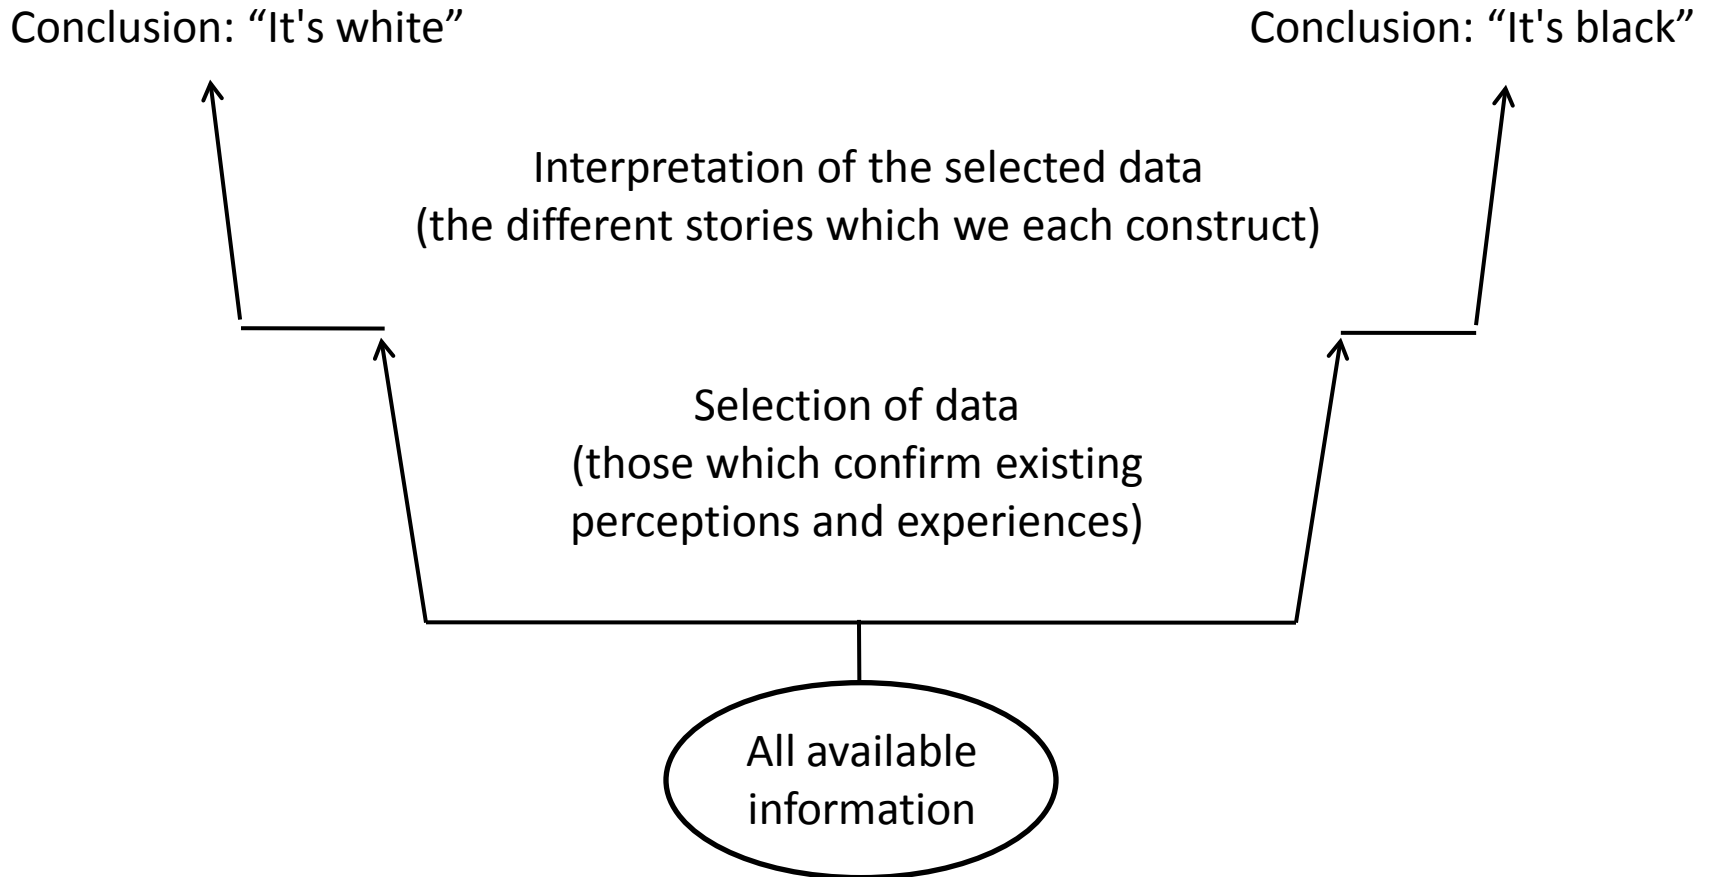 Conclusion: “It's white”
Conclusion: “It's black”
Interpretation of the selected data
(the different stories which we each construct)
Selection of data
(those which confirm existing
perceptions and experiences)
All available
information